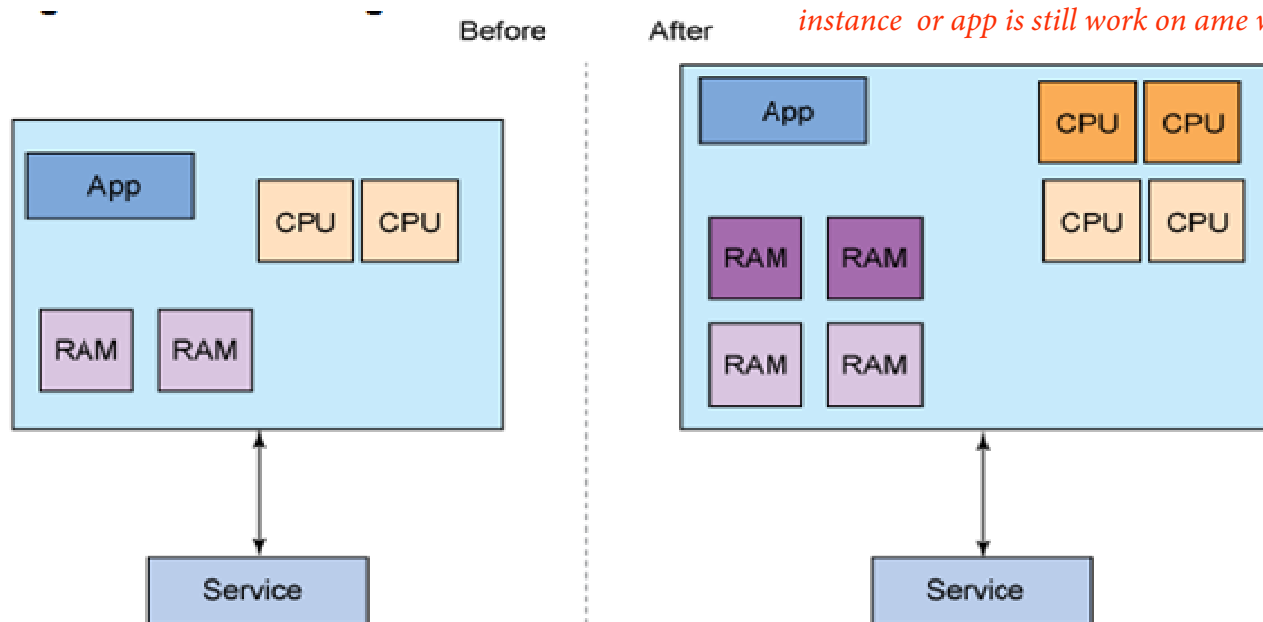 Before
After
instance or app is still work on ame
App
CPU CPU
RAM RAM
Service
App
CPU CPU
CPU CPU
RAM RAM
RAM RAM
Service